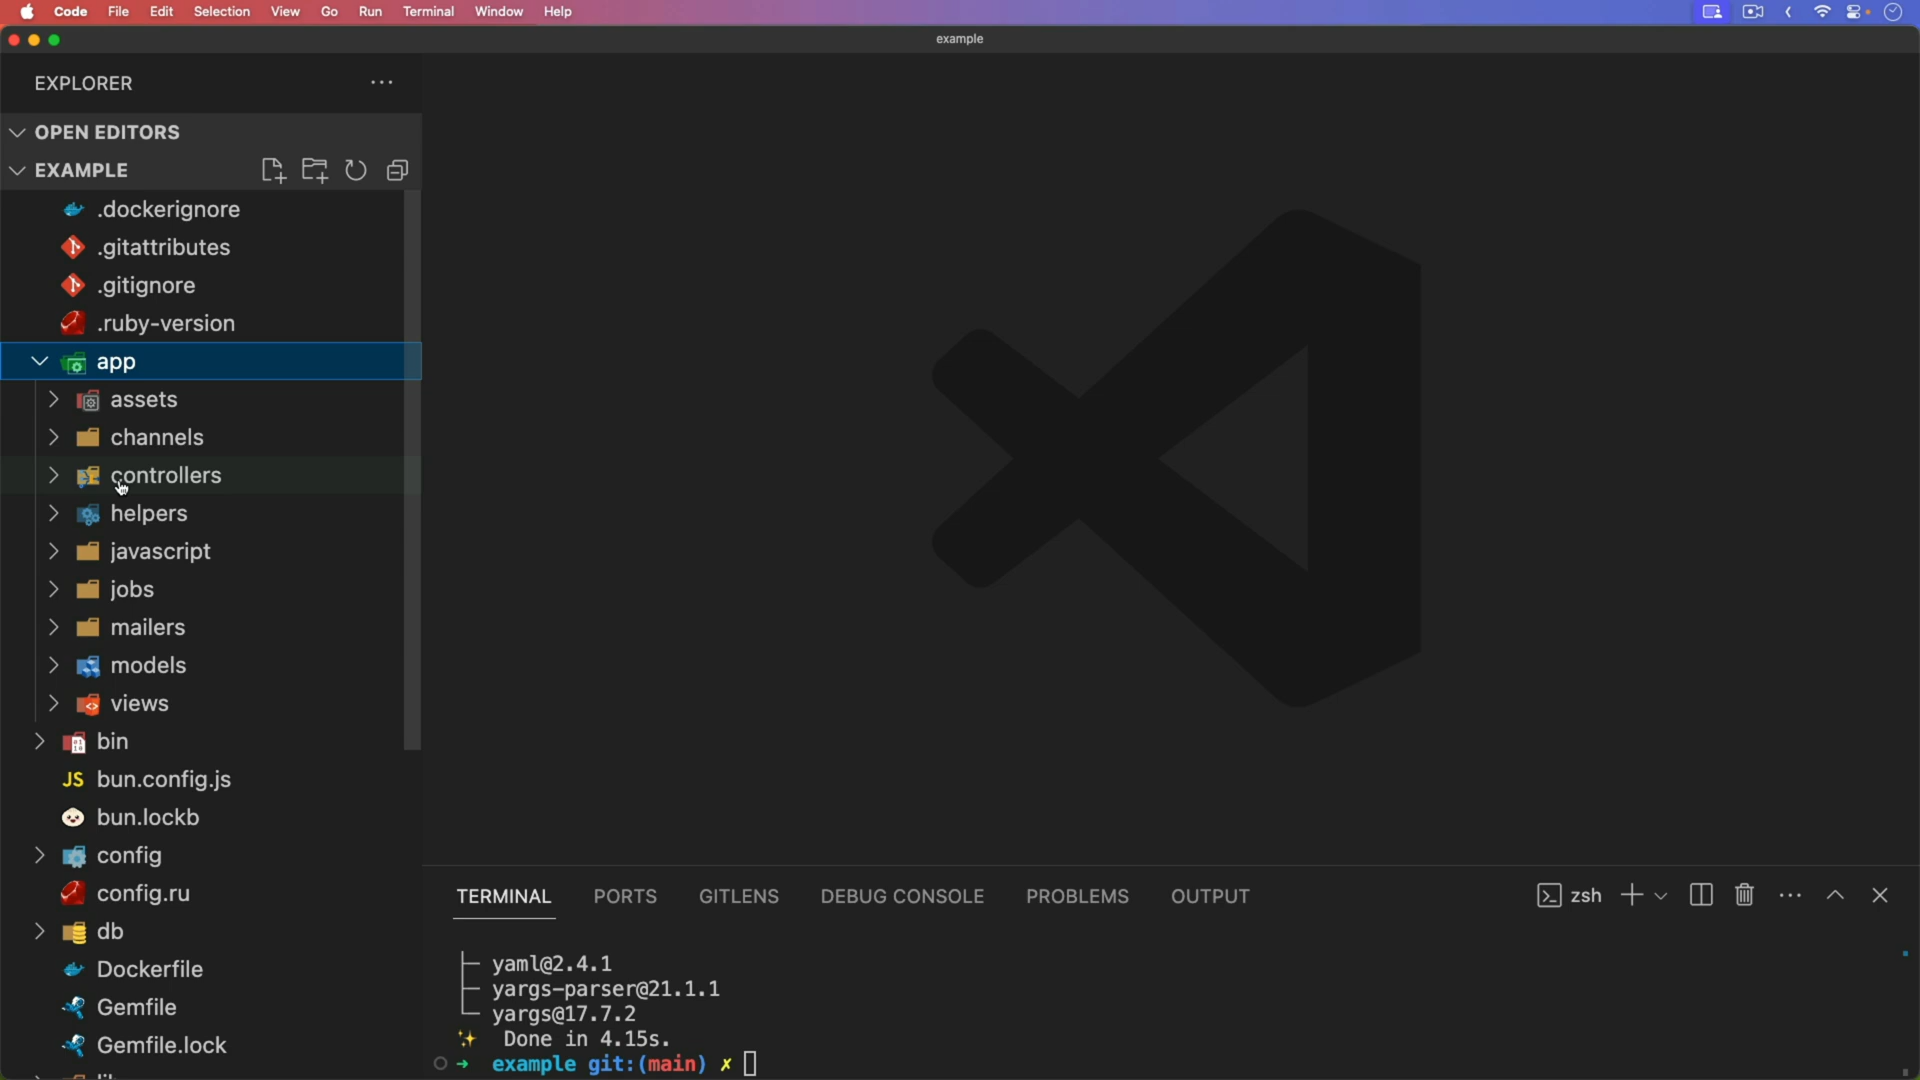 Code File Edit Selection View Go Run Terminal Window Help
example
EXPLORER
OPEN EDITORS
EXAMPLE
.dockerignore
.gitattributes
.gitignore
.ruby-version
app
assets
channels
controllers
helpers
javascript
jobs
mailers
models
views
bin
JS bun.config.js
bun.lockb
config
config.ru
db
Dockerfile
Gemfile
Gemfile.lock
TERMINAL PORTS GITLENS DEBUG CONSOLE PROBLEMS OUTPUT zsh
├─ yaml@2.4.1
├─ yargs-parser@21.1.1
└─ yargs@17.7.2
✨ Done in 4.15s.
➜ example git:(main) ✗